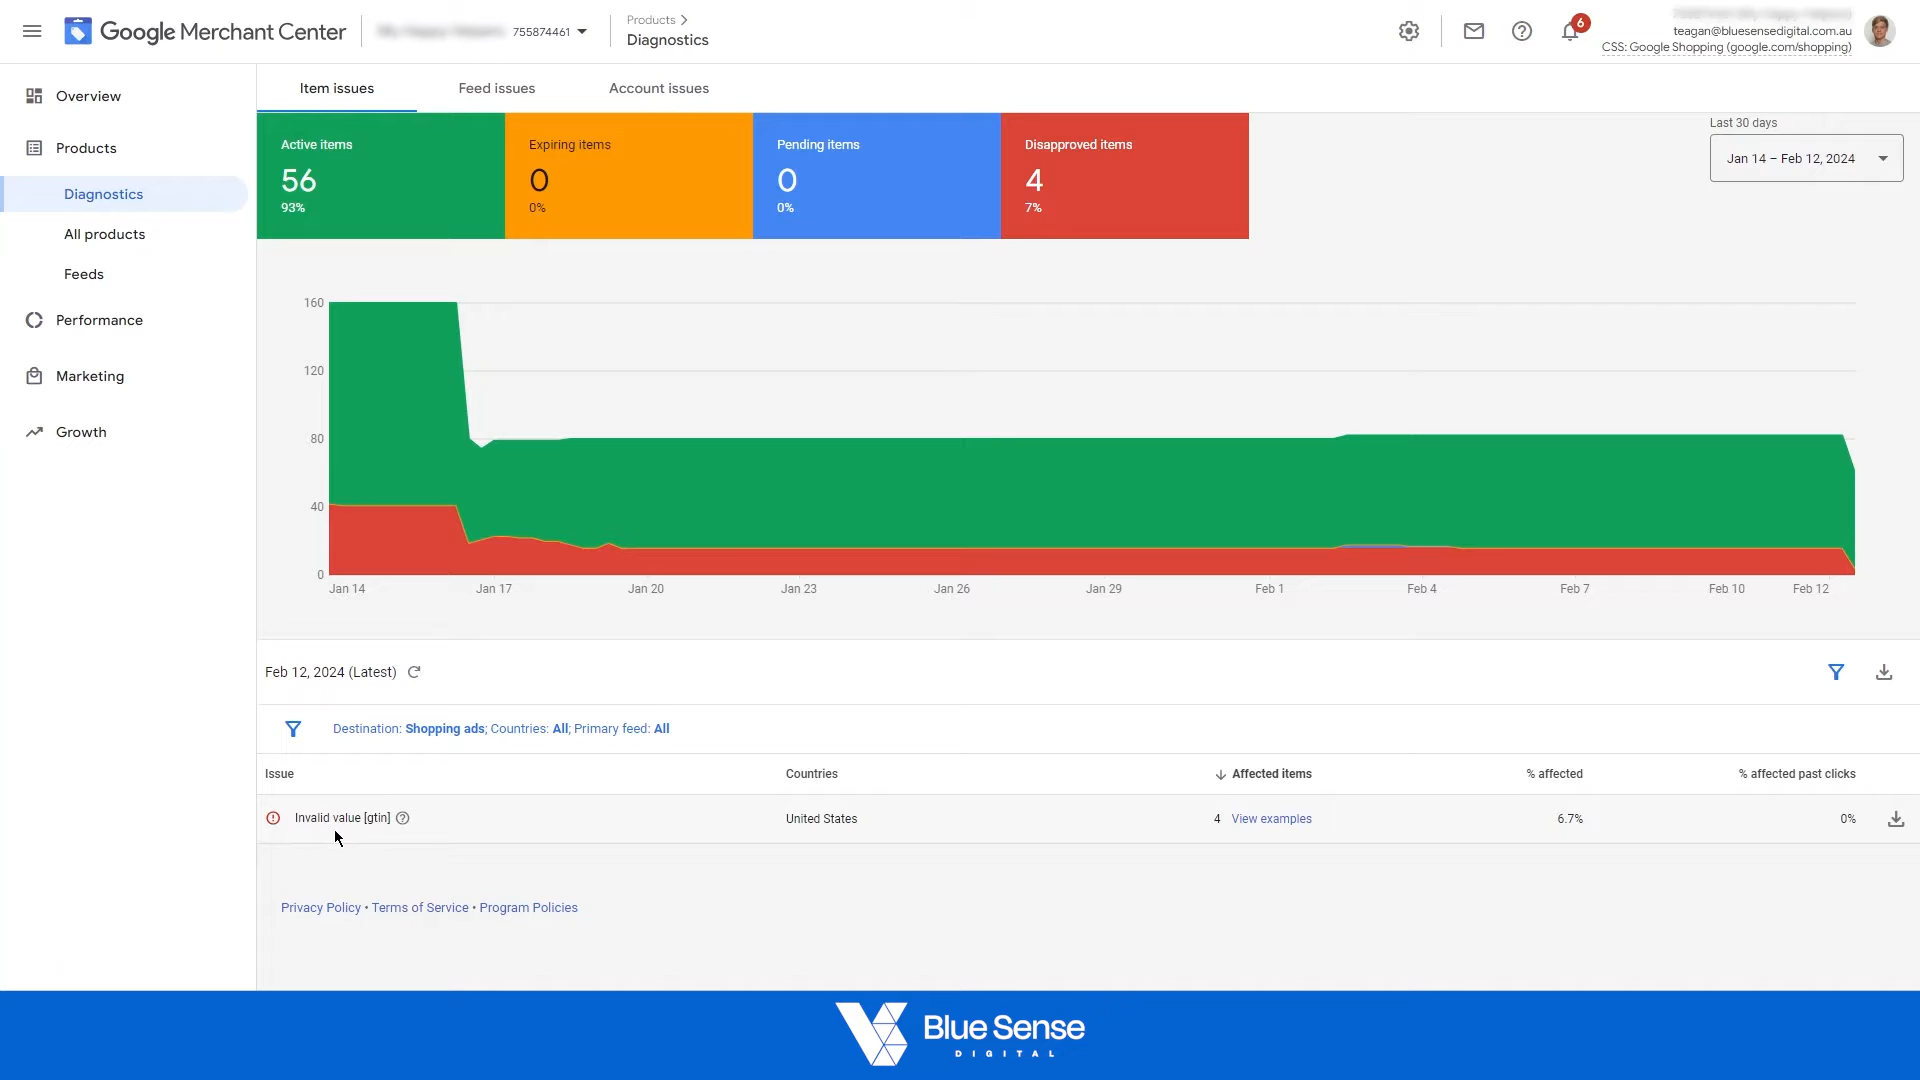 Google Merchant Center
755874461
Products
Diagnostics
6
teagan@bluesensedigital.com.au
CSS: Google Shopping (google.com/shopping)
Overview
Products
Diagnostics
All products
Feeds
Performance
Marketing
Growth
Item issues
Feed issues
Account issues
Active items
56
93%
Expiring items
0
0%
Pending items
0
0%
Disapproved items
4
7%
Last 30 days
Jan 14 – Feb 12, 2024
160
120
80
40
0
Jan 14 Jan 17 Jan 20 Jan 23 Jan 26 Jan 29 Feb 1 Feb 4 Feb 7 Feb 10 Feb 12
Feb 12, 2024 (Latest)
Destination: Shopping ads; Countries: All; Primary feed: All
Issue Countries Affected items % affected % affected past clicks
Invalid value [gtin] United States 4 View examples 6.7% 0%
Privacy Policy • Terms of Service • Program Policies
Blue Sense
DIGITAL